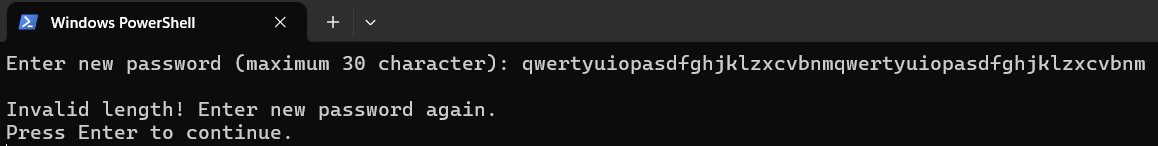 Windows PowerShell
Enter new password (maximum 30 character): qwertyuiopasdfghjklzxcvbnmqwertyuiopasdfghjklzxcvbnm
Invalid length! Enter new password again.
Press Enter to continue.